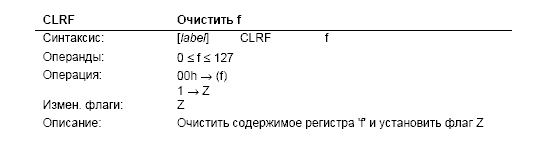 CLRF Очистить f
Синтаксис: [label] CLRF f
Операнды: 0 ≤ f ≤ 127
Операция: 00h → (f)
1 → Z
Измен. флаги: Z
Описание: Очистить содержимое регистра 'f' и установить флаг Z